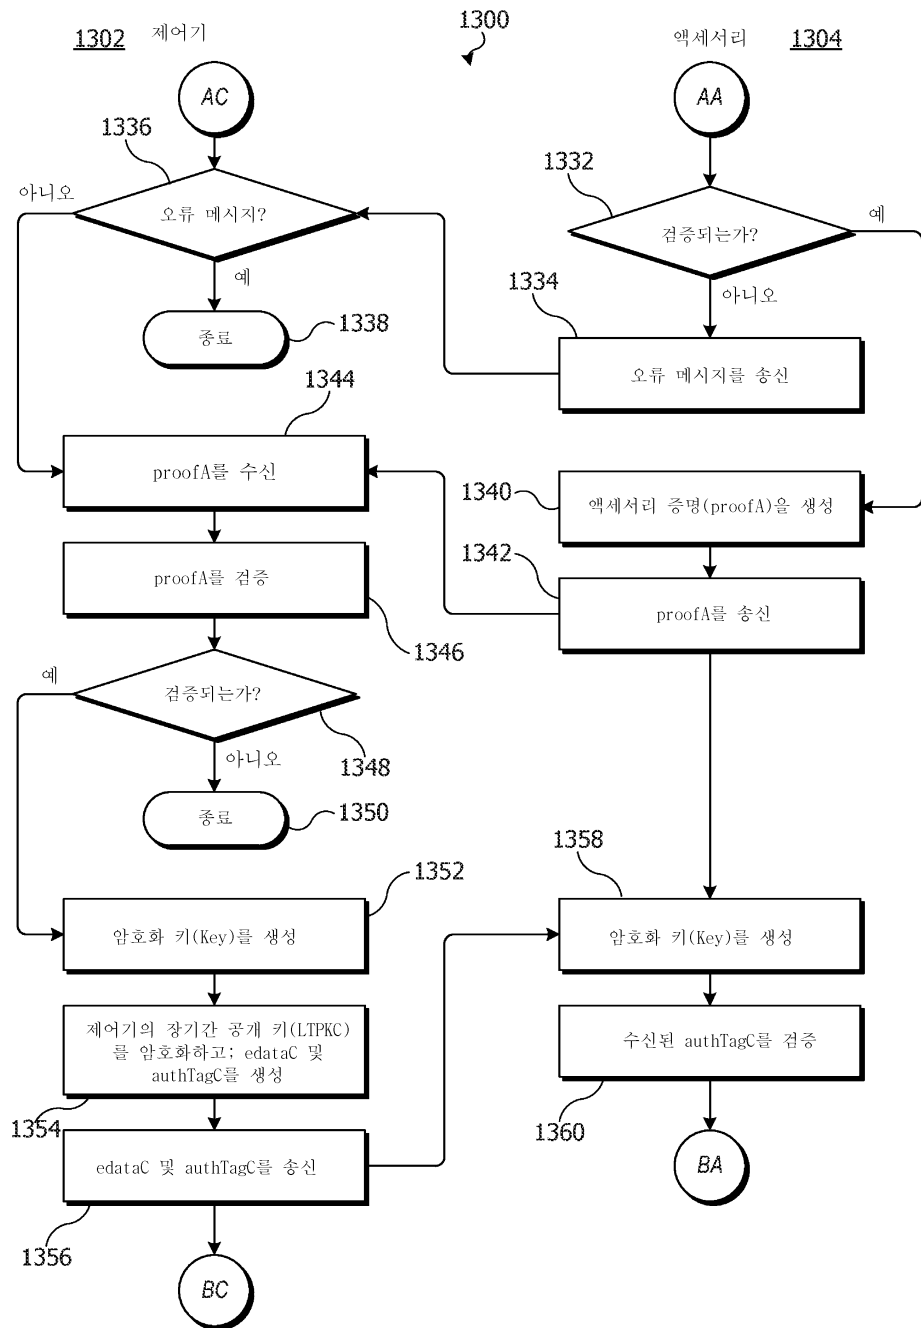 1302 제어기
1300
액세서리 1304
AC
AA
1336
1332
아니오
오류 메시지?
검증되는가?
예
예
1334
아니오
종료
1338
오류 메시지를 송신
1344
proofA를 수신
1340
액세서리 증명(proofA)을 생성
1342
proofA를 검증
proofA를 송신
1346
예
검증되는가?
1348
아니오
종료
1350
1358
1352
암호화 키(Key)를 생성
암호화 키(Key)를 생성
제어기의 장기간 공개 키(LTPKC)
를 암호화하고; edataC 및
authTagC를 생성
수신된 authTagC를 검증
1354
1360
edataC 및 authTagC를 송신
BA
1356
BC